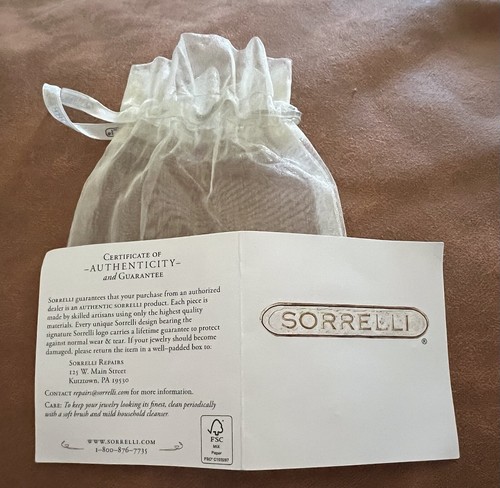 CERTIFICATE OF
–AUTHENTICITY–
and GUARANTEE
SORRELLI guarantees that your purchase from an authorized
dealer is an AUTHENTIC SORRELLI product. Each piece is
made by skilled artisans using only the highest quality
materials. Every unique Sorrelli design bearing the
signature Sorrelli logo carries a lifetime guarantee to protect
against normal wear & tear. If your jewelry should become
damaged, please return the item in a well-padded box to:
SORRELLI REPAIRS
125 W. Main Street
Kutztown, PA 19530
CONTACT repairs@sorrelli.com for more information.
CARE: To keep your jewelry looking its finest, clean periodically
with a soft brush and mild household cleanser
WWW.SORRELLI.COM
1-800-876-7735
FSC
MIX
Paper
SORRELLI
®